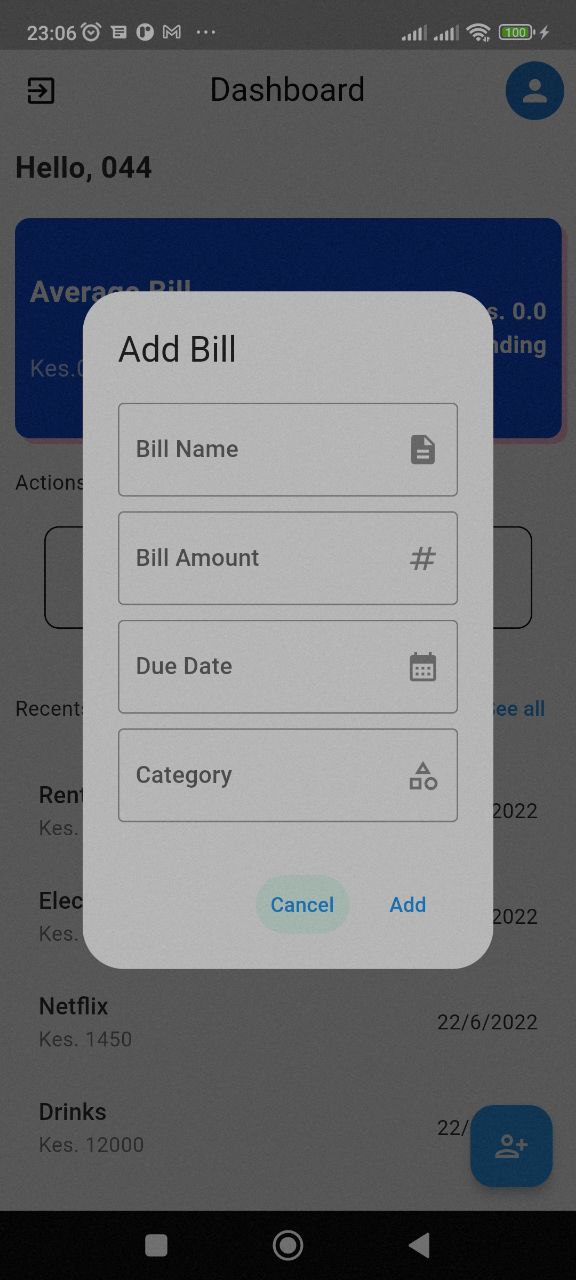 23:06
100
Dashboard
Hello, 044
Average Bill
s. 0.0
nding
Kes.0
Add Bill
Bill Name
Bill Amount
Actions
Due Date
Recents
See all
Category
Rent
2022
Kes.
Elec
2022
Kes.
Cancel Add
Netflix
22/6/2022
Kes. 1450
Drinks
22/
Kes. 12000